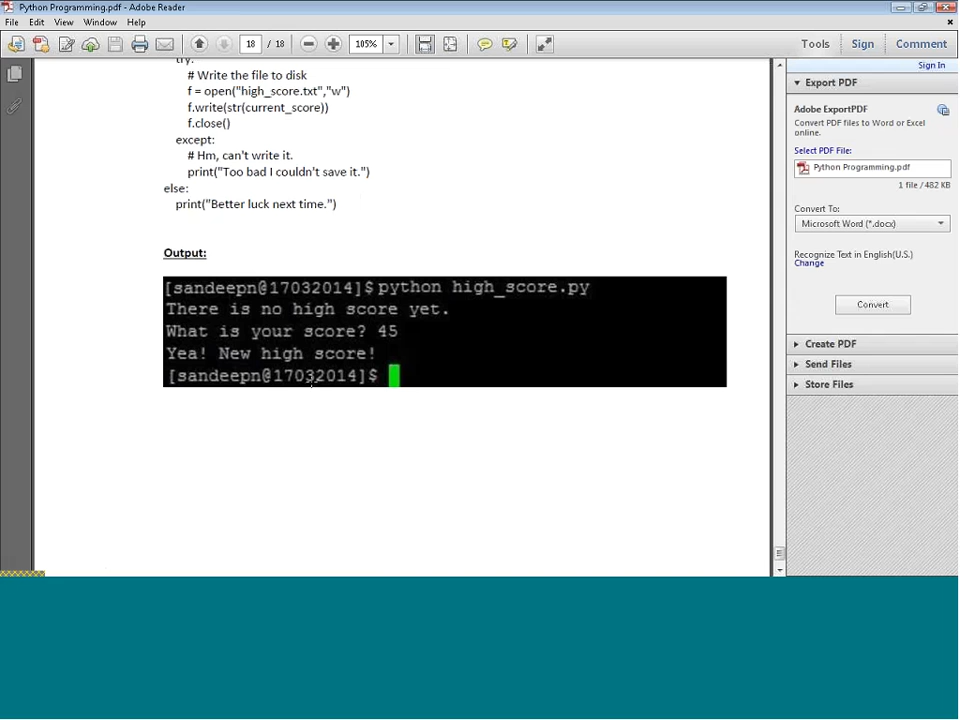 Python Programming.pdf - Adobe Reader
File Edit View Window Help
18 / 18 105% Tools Sign Comment
Sign In
try:
# Write the file to disk
f = open("high_score.txt","w")
f.write(str(current_score))
f.close()
except:
# Hm, can't write it.
print("Too bad I couldn't save it.")
else:
print("Better luck next time.")
Output:
[sandeepn@17032014]$ python high_score.py
There is no high score yet.
What is your score? 45
Yea! New high score!
[sandeepn@17032014]$
Export PDF
Adobe ExportPDF
Convert PDF files to Word or Excel
online.
Select PDF File:
Python Programming.pdf
1 file / 482 KB
Convert To:
Microsoft Word (*.docx)
Recognize Text in English(U.S.)
Change
Convert
Create PDF
Send Files
Store Files